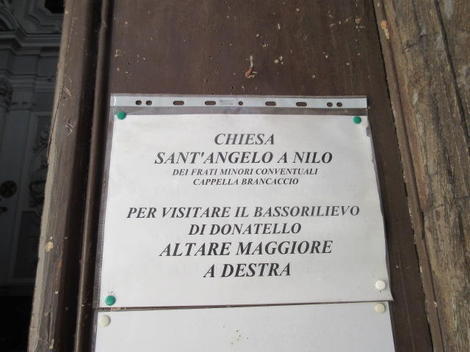 CHIESA
SANT'ANGELO A NILO
DEI FRATI MINORI CONVENTUALI
CAPPELLA BRANCACCIO
PER VISITARE IL BASSORILIEVO
DI DONATELLO
ALTARE MAGGIORE
A DESTRA